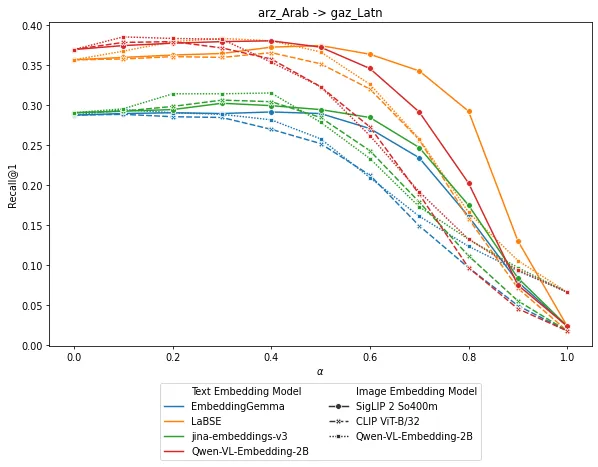 arz_Arab -> gaz_Latn
Recall@1
0.40
0.35
0.30
0.25
0.20
0.15
0.10
0.05
0.00
0.0 0.2 0.4 0.6 0.8 1.0
α
Text Embedding Model
EmbeddingGemma
LaBSE
jina-embeddings-v3
Qwen-VL-Embedding-2B
Image Embedding Model
SigLIP 2 So400m
CLIP ViT-B/32
Qwen-VL-Embedding-2B